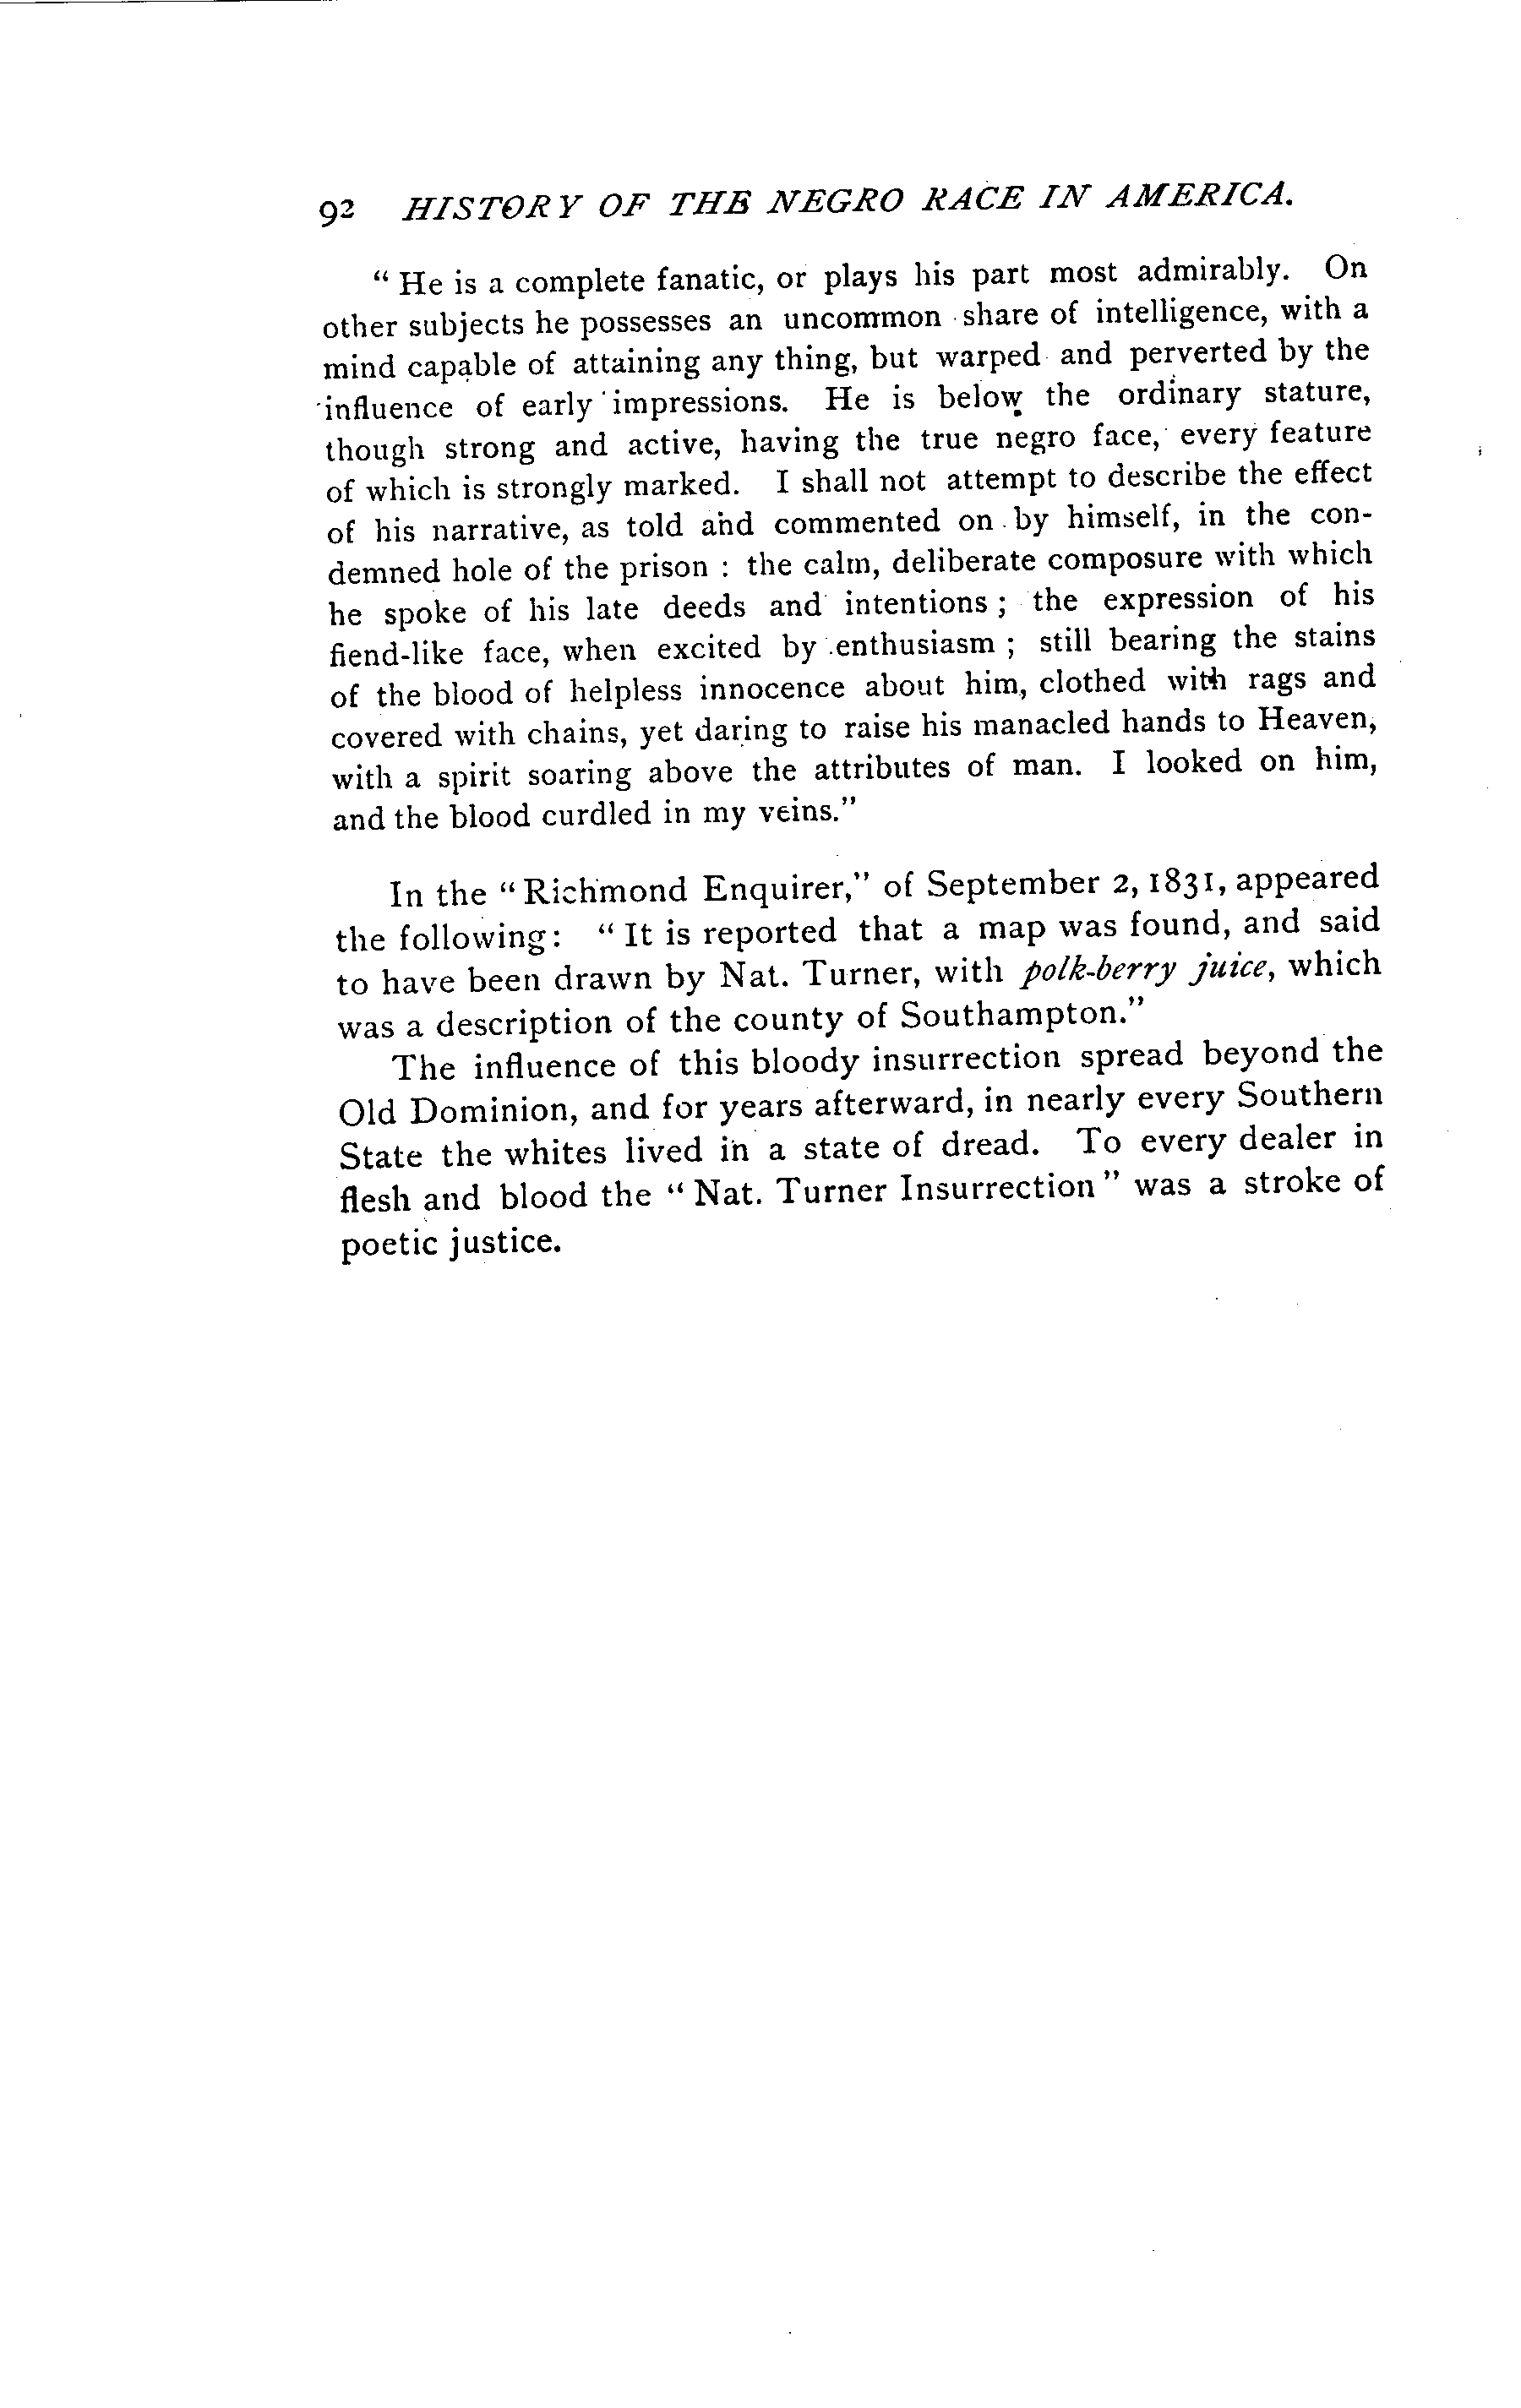 92 HISTORY OF THE NEGRO RACE IN AMERICA.
“ He is a complete fanatic, or plays his part most admirably. On
other subjects he possesses an uncommon share of intelligence, with a
mind capable of attaining any thing, but warped and perverted by the
influence of early impressions. He is below the ordinary stature,
though strong and active, having the true negro face, every feature
of which is strongly marked. I shall not attempt to describe the effect
of his narrative, as told and commented on by himself, in the con-
demned hole of the prison : the calm, deliberate composure with which
he spoke of his late deeds and intentions ; the expression of his
fiend-like face, when excited by enthusiasm ; still bearing the stains
of the blood of helpless innocence about him, clothed with rags and
covered with chains, yet daring to raise his manacled hands to Heaven,
with a spirit soaring above the attributes of man. I looked on him,
and the blood curdled in my veins.”
In the “ Richmond Enquirer,” of September 2, 1831, appeared
the following: “ It is reported that a map was found, and said
to have been drawn by Nat. Turner, with polk-berry juice, which
was a description of the county of Southampton.”
The influence of this bloody insurrection spread beyond the
Old Dominion, and for years afterward, in nearly every Southern
State the whites lived in a state of dread. To every dealer in
flesh and blood the “ Nat. Turner Insurrection ” was a stroke of
poetic justice.